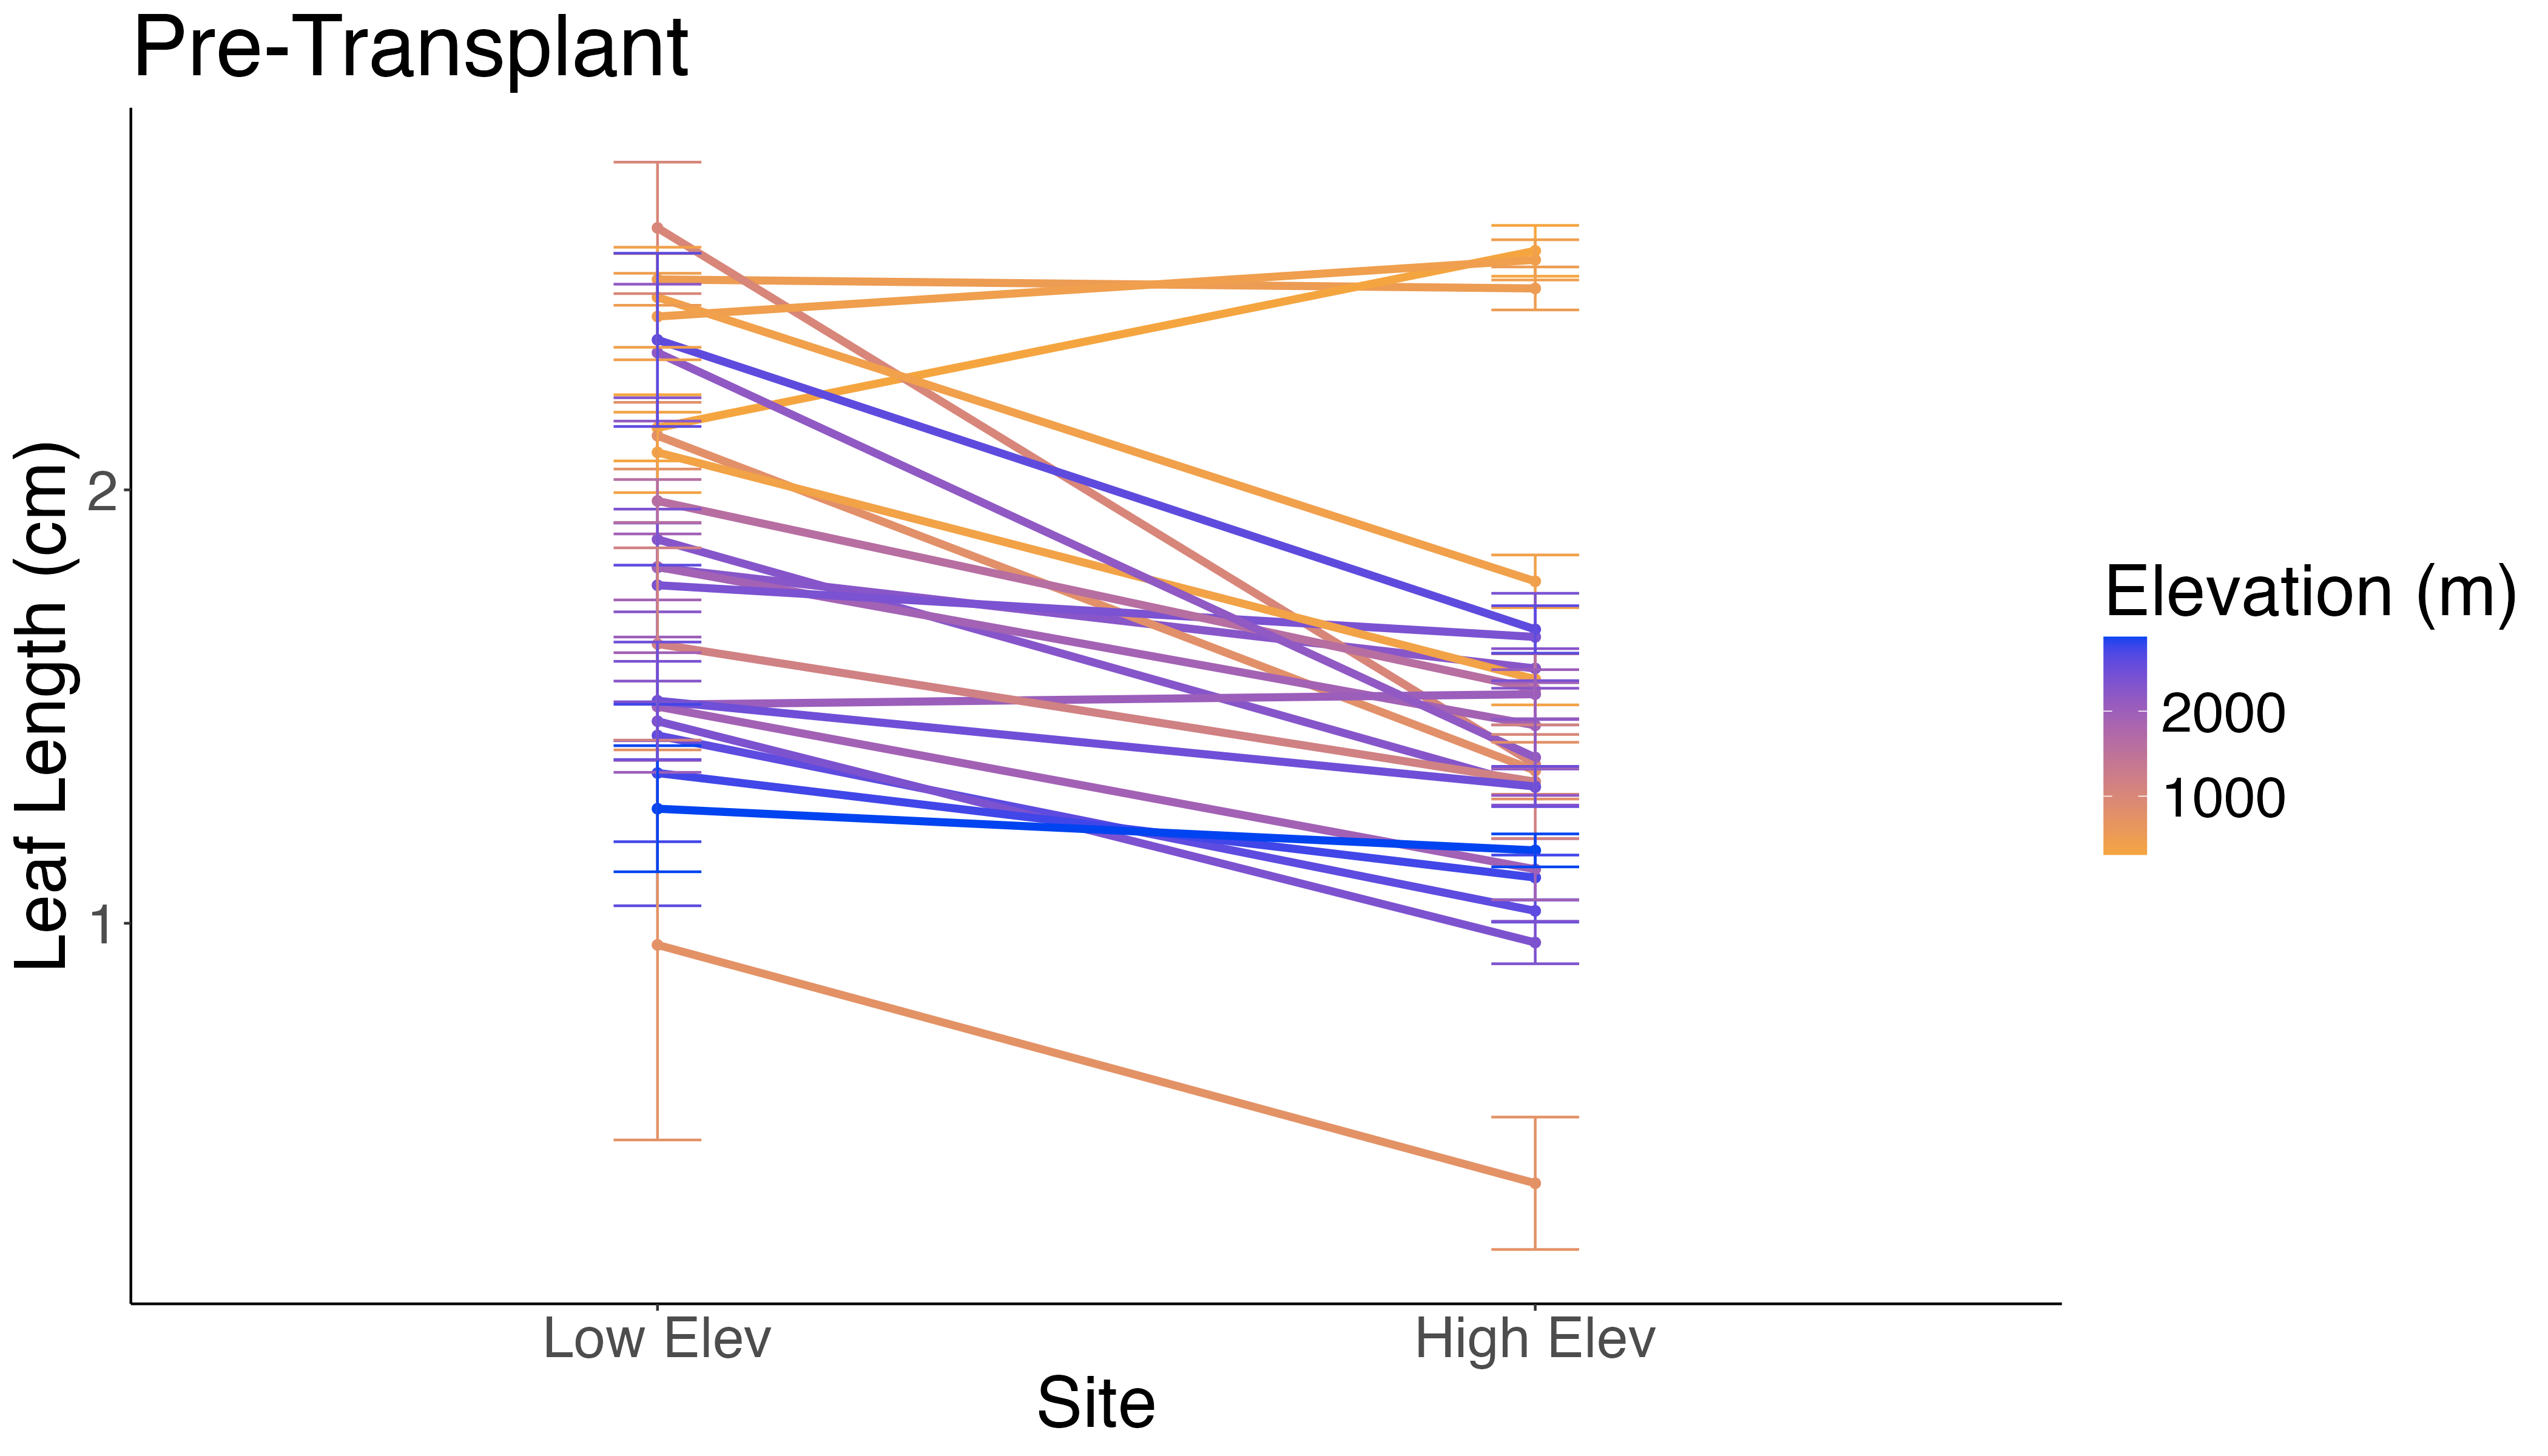 Pre-Transplant
Leaf Length (cm)
2
1
Low Elev
High Elev
Site
Elevation (m)
2000
1000